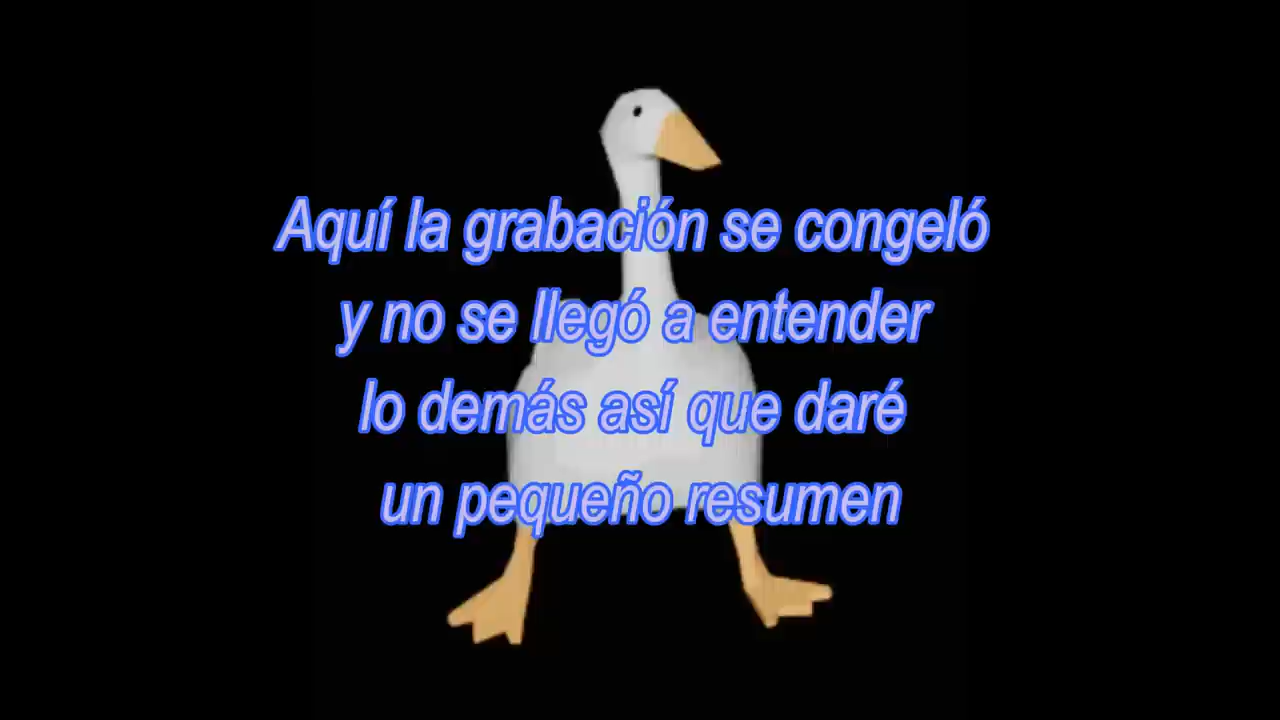 Aquí la grabación se congeló
y no se llegó a entender
lo demás así que daré
un pequeño resumen